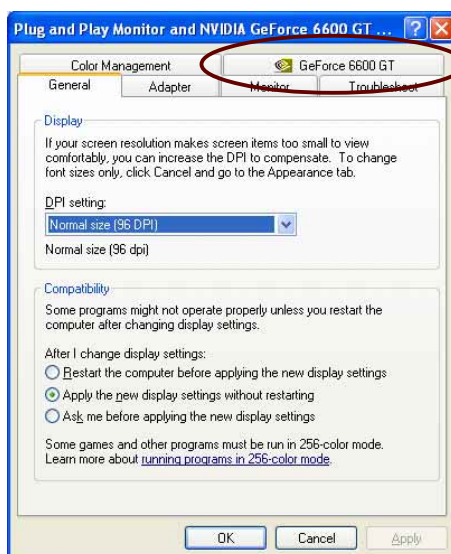 Plug and Play Monitor and NVIDIA GeForce 6600 GT ...
Color Management
GeForce 6600 GT
General
Adapter
Monitor
Troubleshoot
Display
If your screen resolution makes screen items too small to view
comfortably, you can increase the DPI to compensate. To change
font sizes only, click Cancel and go to the Appearance tab.
DPI setting:
Normal size (96 DPI)
Normal size (96 dpi)
Compatibility
Some programs might not operate properly unless you restart the
computer after changing display settings.
After I change display settings:
Restart the computer before applying the new display settings
Apply the new display settings without restarting
Ask me before applying the new display settings
Some games and other programs must be run in 256-color mode.
Learn more about running programs in 256-color mode.
OK
Cancel
Apply